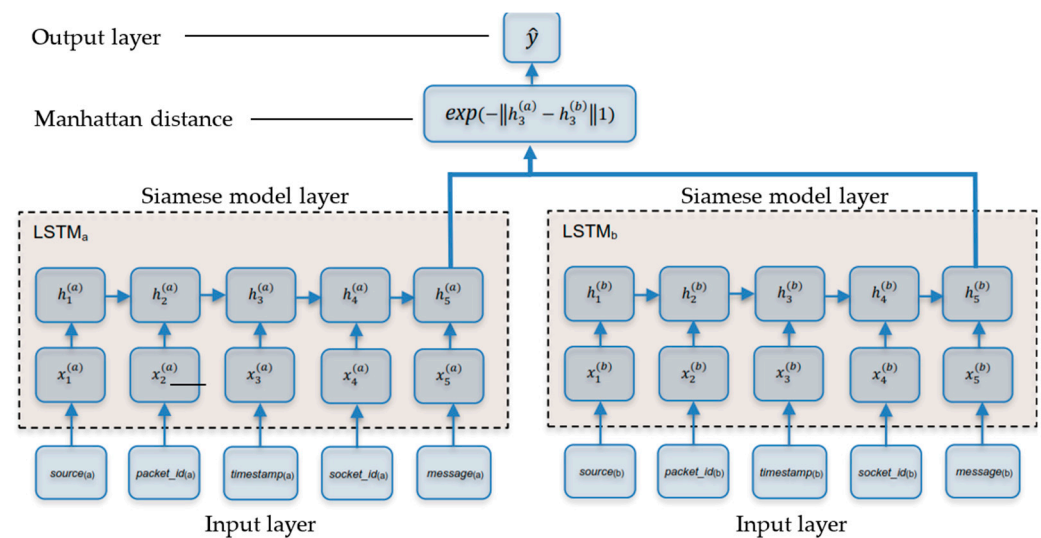 Output layer ŷ
Manhattan distance exp(−‖h₃⁽ᵃ⁾ − h₃⁽ᵇ⁾‖1)
Siamese model layer Siamese model layer
LSTMₐ LSTM_b
h₁⁽ᵃ⁾ h₂⁽ᵃ⁾ h₃⁽ᵃ⁾ h₄⁽ᵃ⁾ h₅⁽ᵃ⁾ h₁⁽ᵇ⁾ h₂⁽ᵇ⁾ h₃⁽ᵇ⁾ h₄⁽ᵇ⁾ h₅⁽ᵇ⁾
x₁⁽ᵃ⁾ x₂⁽ᵃ⁾ x₃⁽ᵃ⁾ x₄⁽ᵃ⁾ x₅⁽ᵃ⁾ x₁⁽ᵇ⁾ x₂⁽ᵇ⁾ x₃⁽ᵇ⁾ x₄⁽ᵇ⁾ x₅⁽ᵇ⁾
source(a) packet_id(a) timestamp(a) socket_id(a) message(a) source(b) packet_id(b) timestamp(b) socket_id(b) message(b)
Input layer Input layer